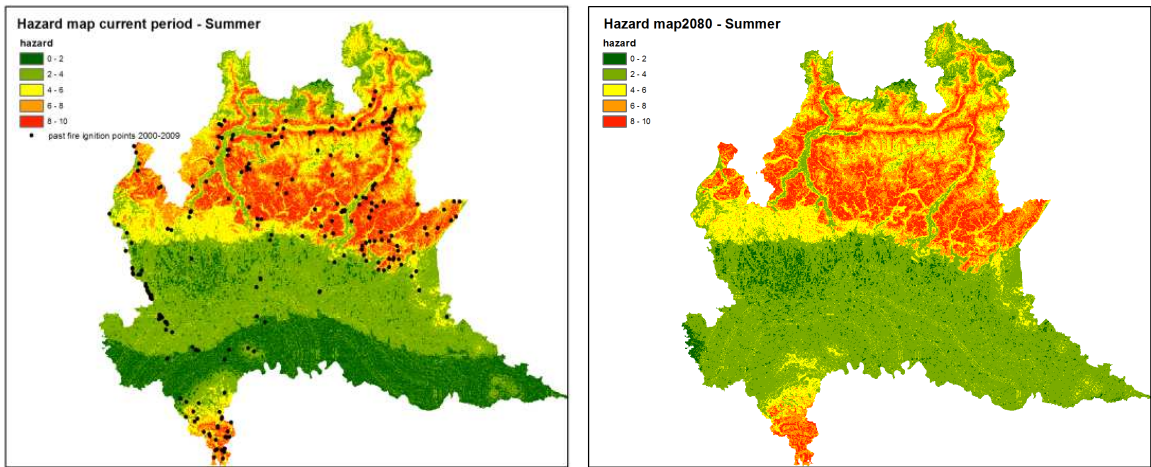 Hazard map current period - Summer
hazard
0 - 2
2 - 4
4 - 6
6 - 8
8 - 10
past fire ignition points 2000-2009
Hazard map2080 - Summer
hazard
0 - 2
2 - 4
4 - 6
6 - 8
8 - 10